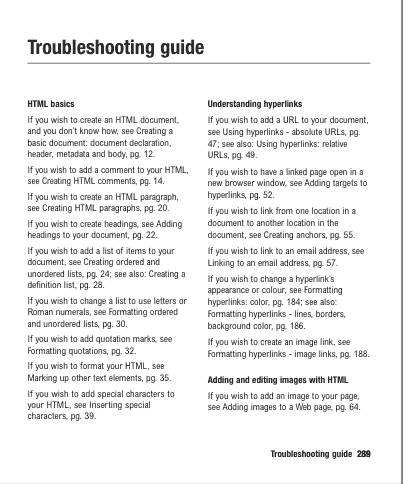 Troubleshooting guide
HTML basics
If you wish to create an HTML document,
and you don't know how, see Creating a
basic document: document declaration,
header, metadata and body, pg. 12.
If you wish to add a comment to your HTML,
see Creating HTML comments, pg. 14.
If you wish to create an HTML paragraph,
see Creating HTML paragraphs, pg. 20.
If you wish to create headings, see Adding
headings to your document, pg. 22.
If you wish to add a list of items to your
document, see Creating ordered and
unordered lists, pg. 24; see also: Creating a
definition list, pg. 28.
If you wish to change a list to use letters or
Roman numerals, see Formatting ordered
and unordered lists, pg. 30.
If you wish to add quotation marks, see
Formatting quotations, pg. 32.
If you wish to format your HTML, see
Marking up other text elements, pg. 35.
If you wish to add special characters to
your HTML, see Inserting special
characters, pg. 39.
Understanding hyperlinks
If you wish to add a URL to your document,
see Using hyperlinks - absolute URLs, pg.
47; see also: Using hyperlinks: relative
URLs, pg. 49.
If you wish to have a linked page open in a
new browser window, see Adding targets to
hyperlinks, pg. 52.
If you wish to link from one location in a
document to another location in the
document, see Creating anchors, pg. 55.
If you wish to link to an email address, see
Linking to an email address, pg. 57.
If you wish to change a hyperlink's
appearance or colour, see Formatting
hyperlinks: color, pg. 184; see also:
Formatting hyperlinks - lines, borders,
background color, pg. 186.
If you wish to create an image link, see
Formatting hyperlinks - image links, pg. 188.
Adding and editing images with HTML
If you wish to add an image to your page,
see Adding images to a Web page, pg. 64.
Troubleshooting guide